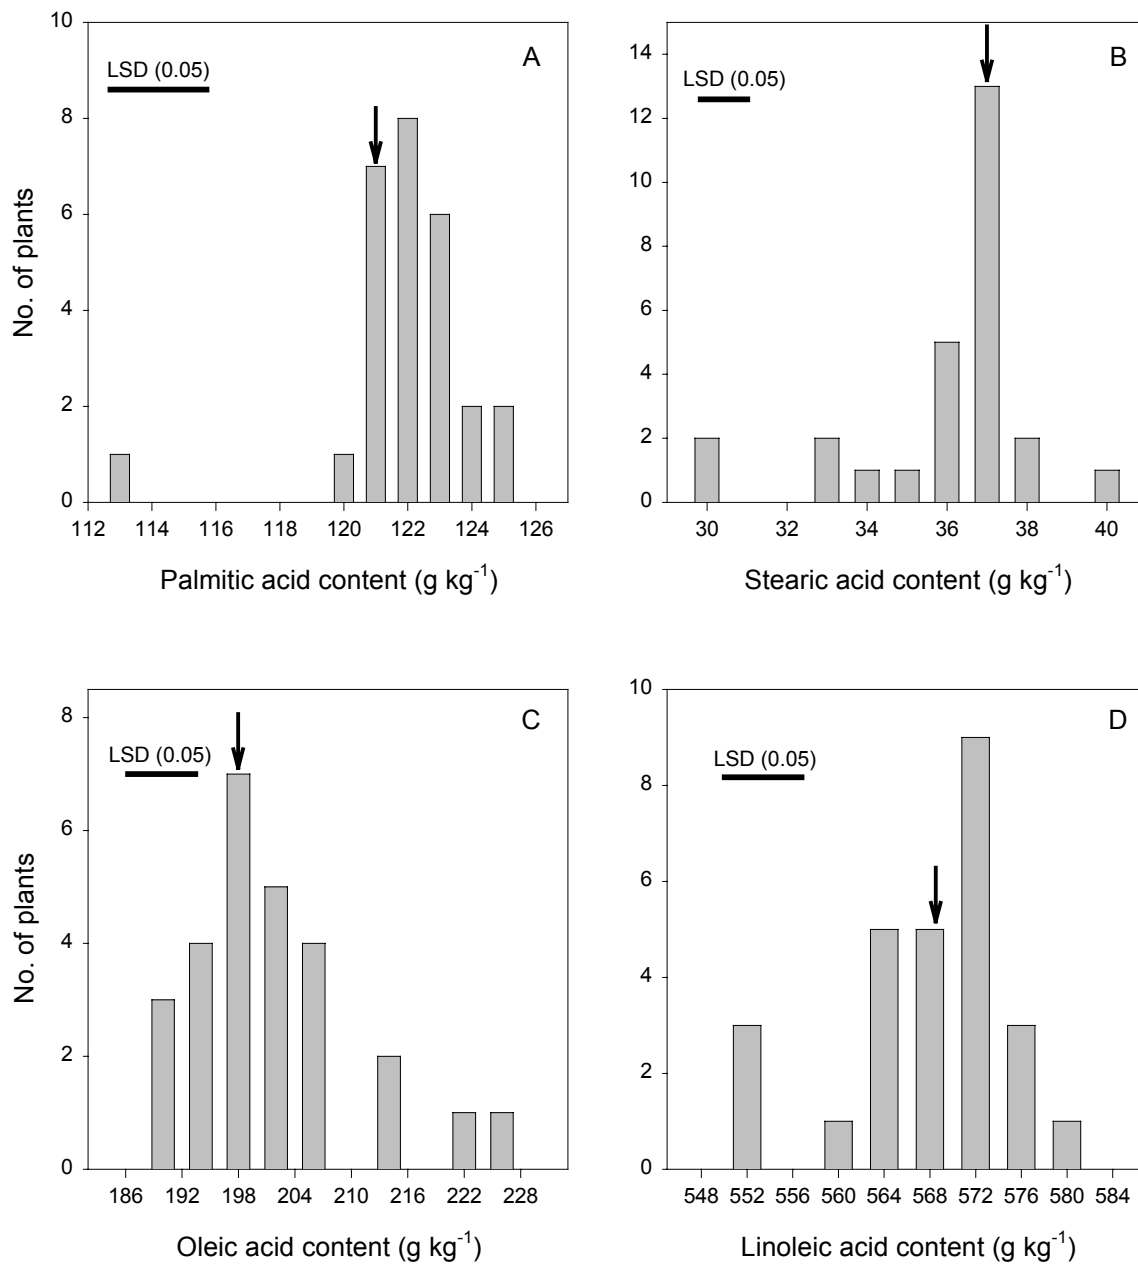 A
LSD (0.05)
10
8
6
4
2
0
No. of plants
112 114 116 118 120 122 124 126
Palmitic acid content (g kg⁻¹)
B
LSD (0.05)
14
12
10
8
6
4
2
0
30 32 34 36 38 40
Stearic acid content (g kg⁻¹)
C
LSD (0.05)
8
6
4
2
0
No. of plants
186 192 198 204 210 216 222 228
Oleic acid content (g kg⁻¹)
D
LSD (0.05)
10
8
6
4
2
0
548 552 556 560 564 568 572 576 580 584
Linoleic acid content (g kg⁻¹)